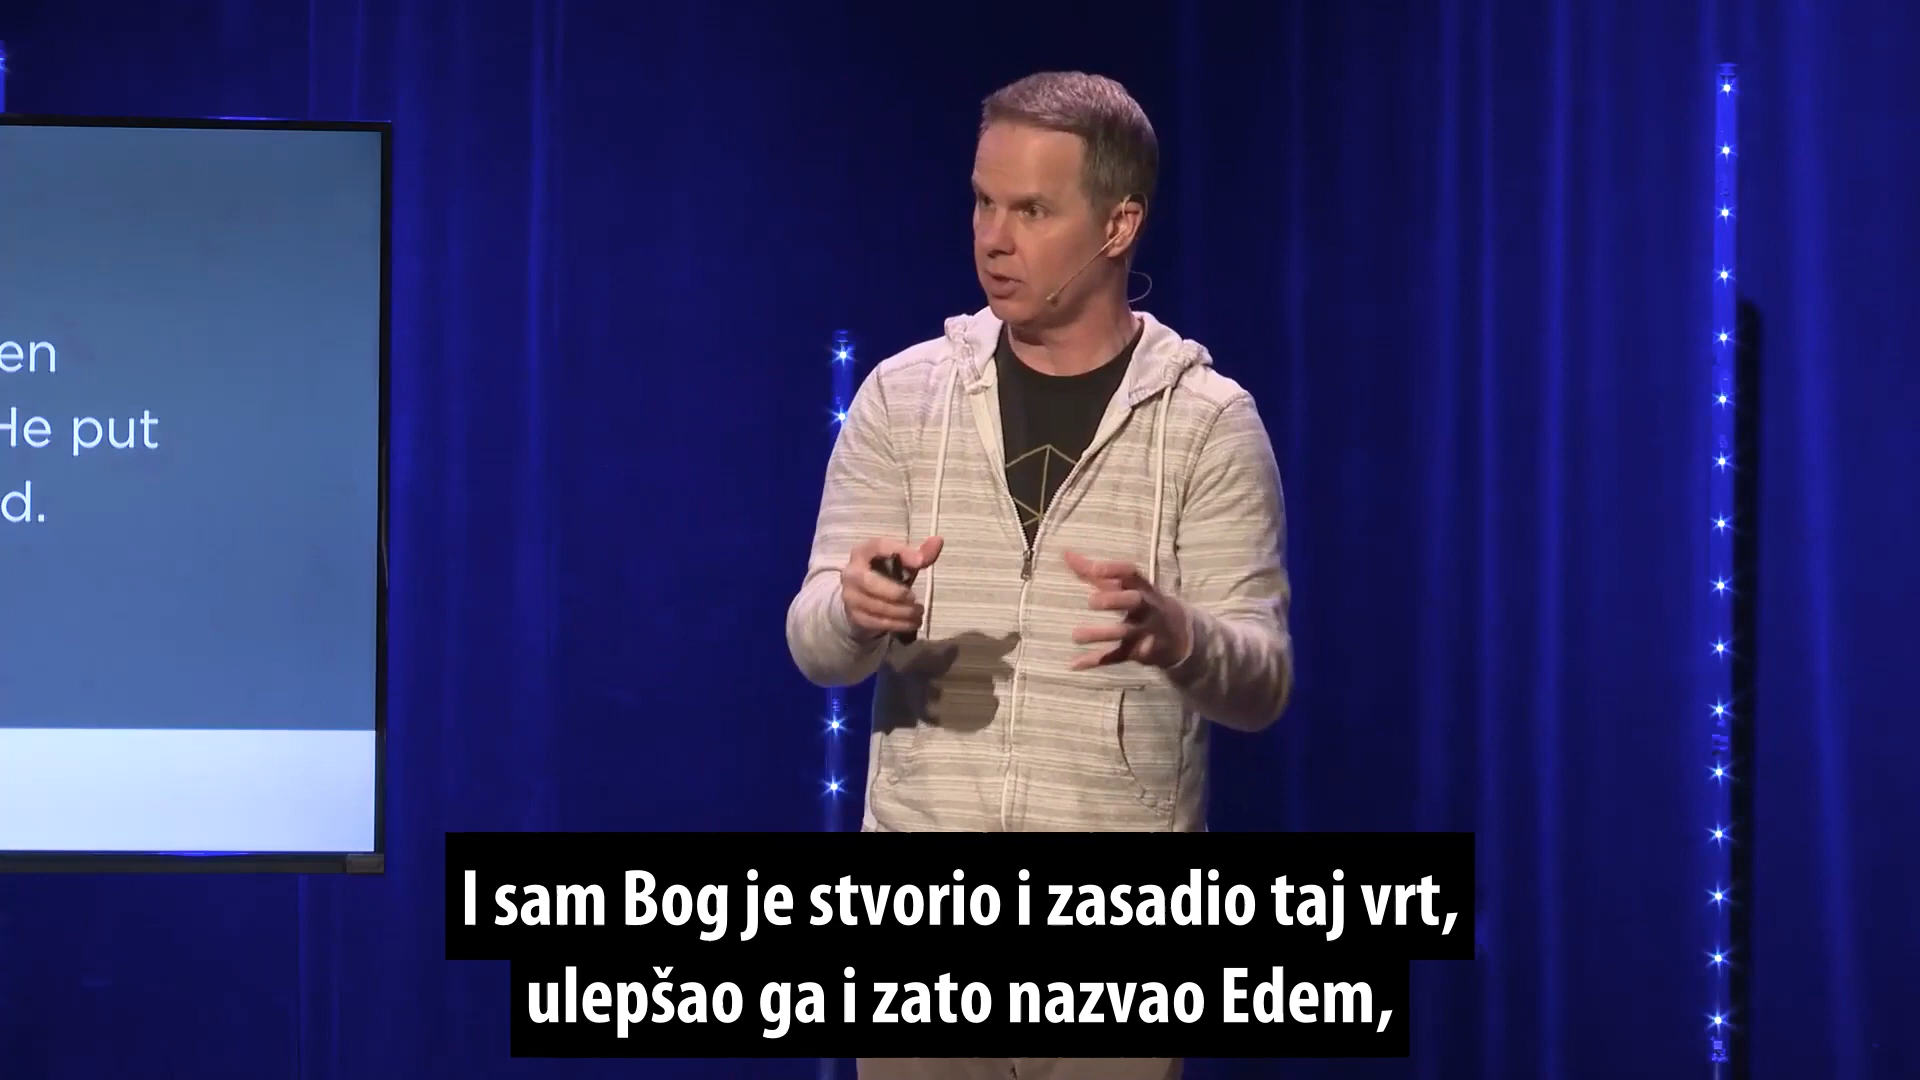 en
He put
d.
I sam Bog je stvorio i zasadio taj vrt,
ulepšao ga i zato nazvao Edem,